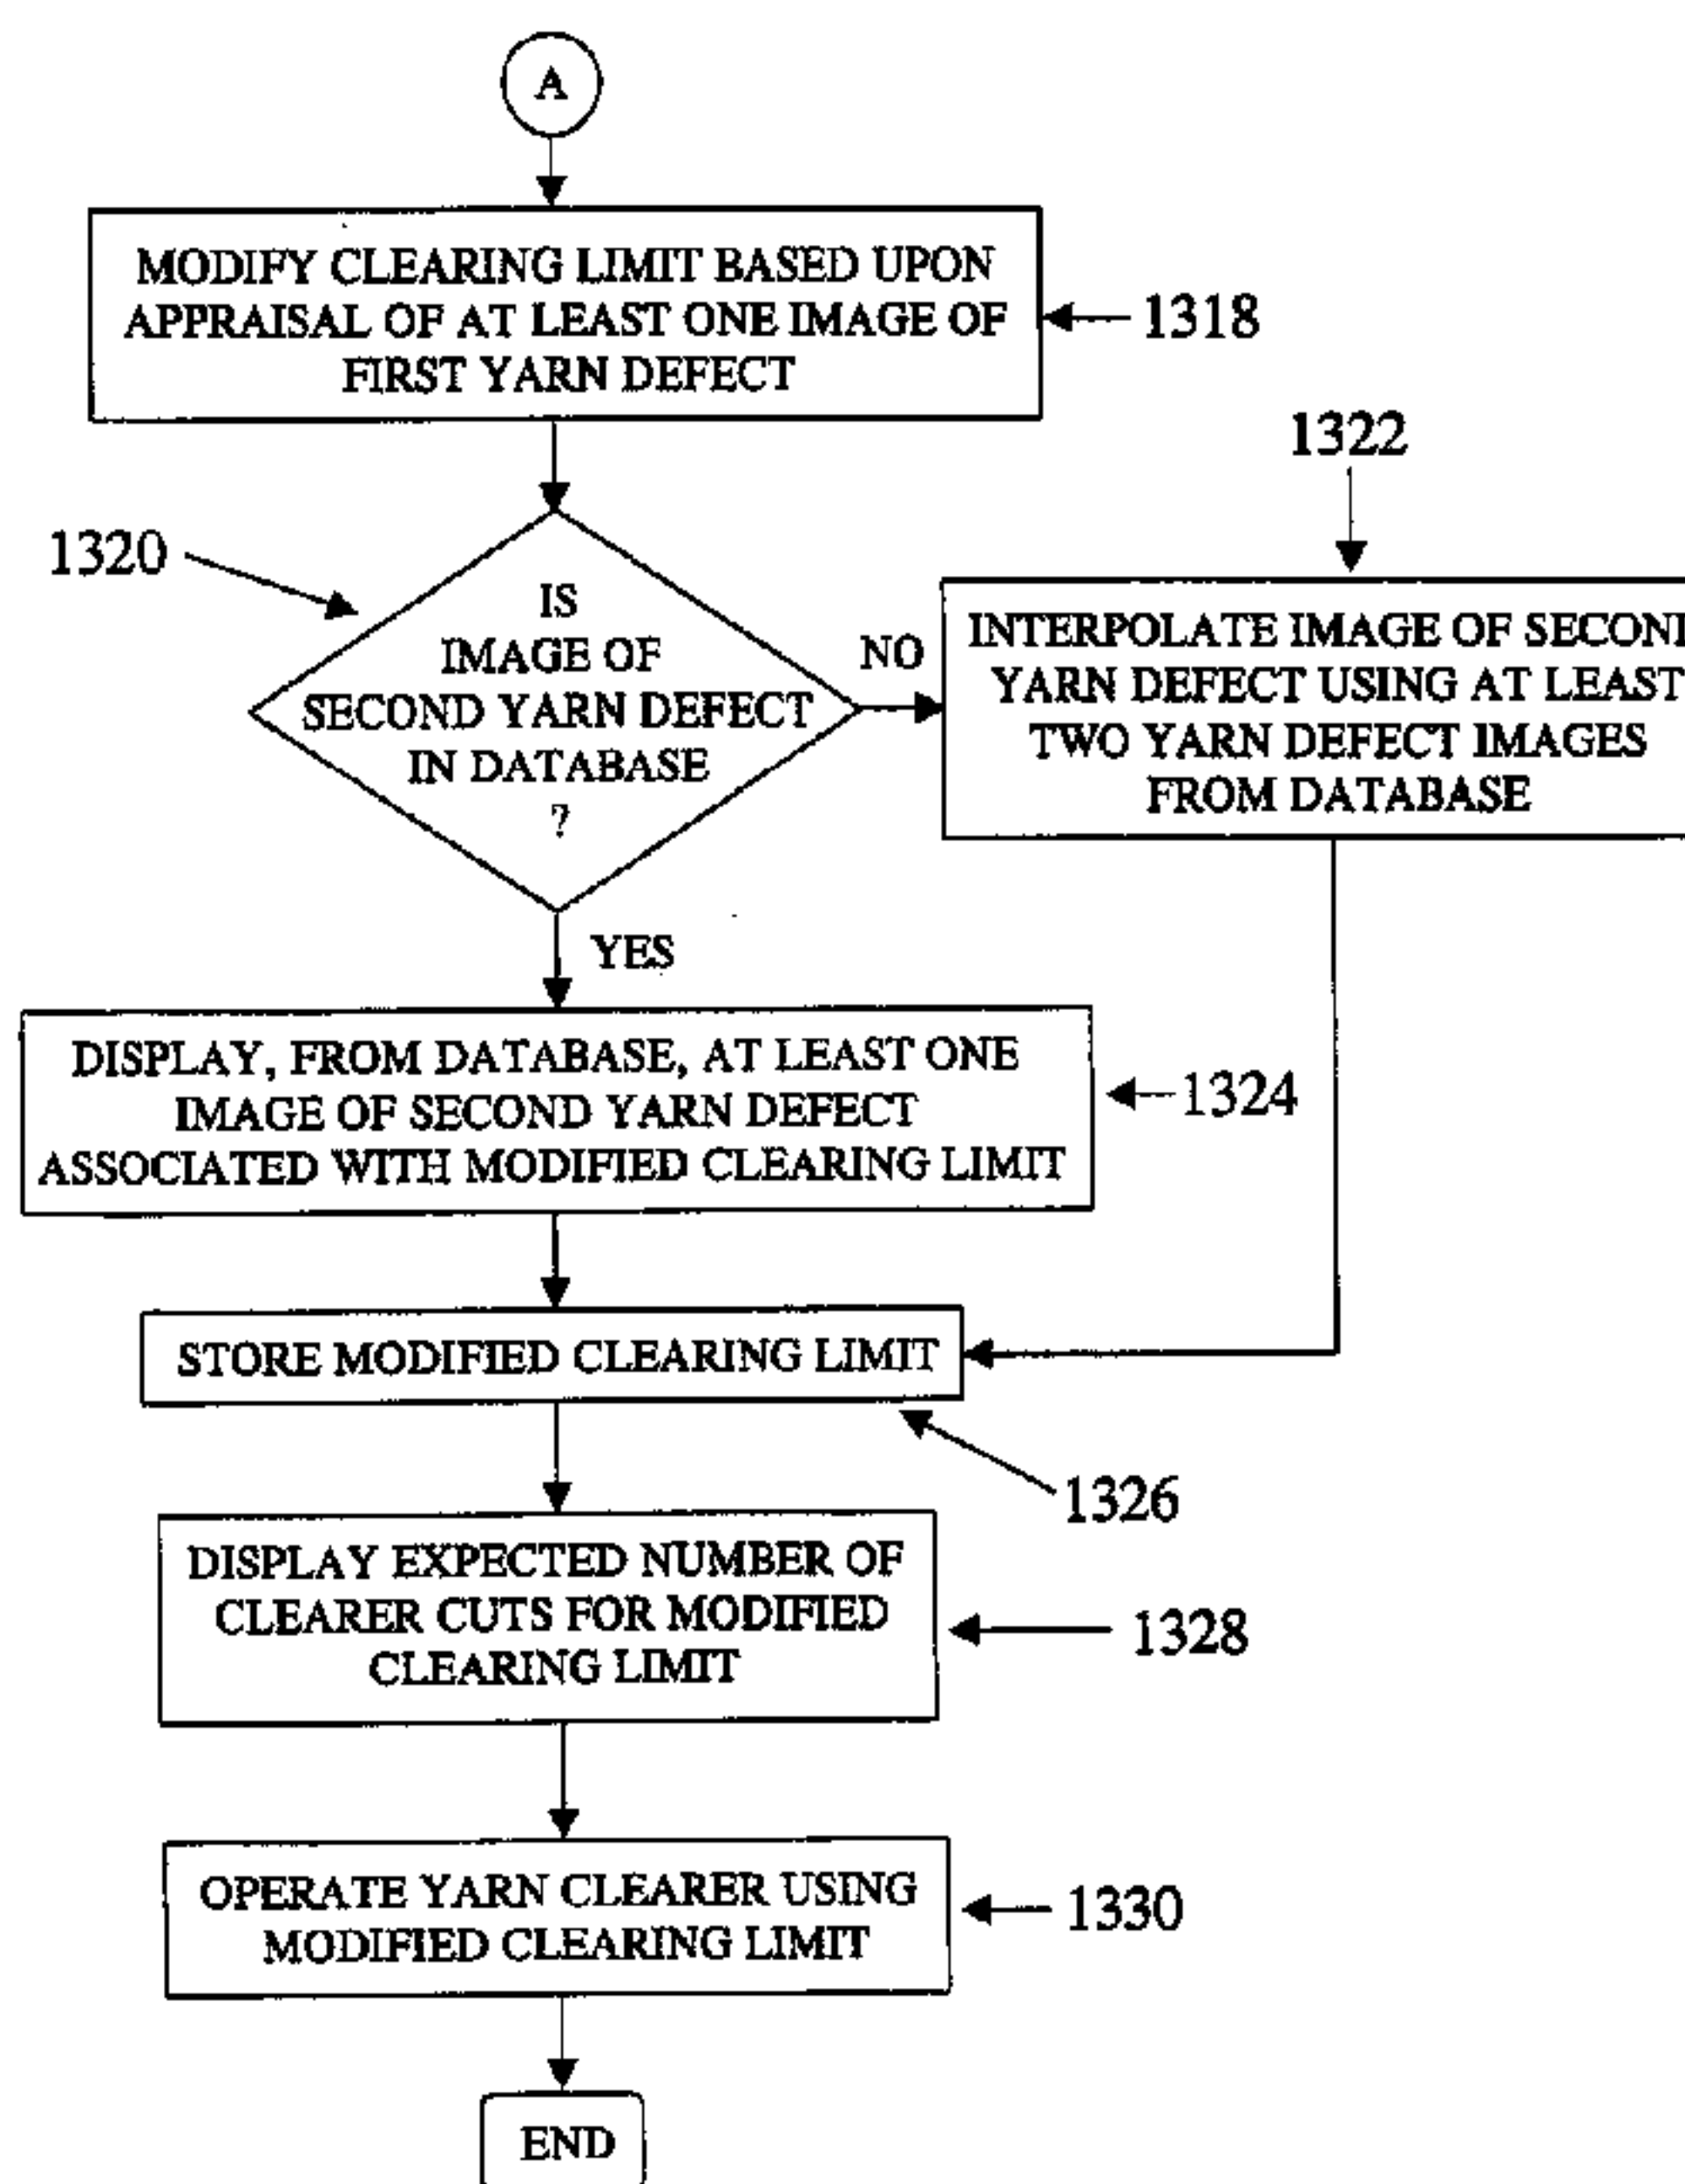 A
MODIFY CLEARING LIMIT BASED UPON
APPRAISAL OF AT LEAST ONE IMAGE OF
FIRST YARN DEFECT
1318
1320
IS
IMAGE OF
SECOND YARN DEFECT
IN DATABASE
?
NO
1322
INTERPOLATE IMAGE OF SECOND
YARN DEFECT USING AT LEAST
TWO YARN DEFECT IMAGES
FROM DATABASE
YES
DISPLAY, FROM DATABASE, AT LEAST ONE
IMAGE OF SECOND YARN DEFECT
ASSOCIATED WITH MODIFIED CLEARING LIMIT
1324
STORE MODIFIED CLEARING LIMIT
1326
DISPLAY EXPECTED NUMBER OF
CLEARER CUTS FOR MODIFIED
CLEARING LIMIT
1328
OPERATE YARN CLEARER USING
MODIFIED CLEARING LIMIT
1330
END